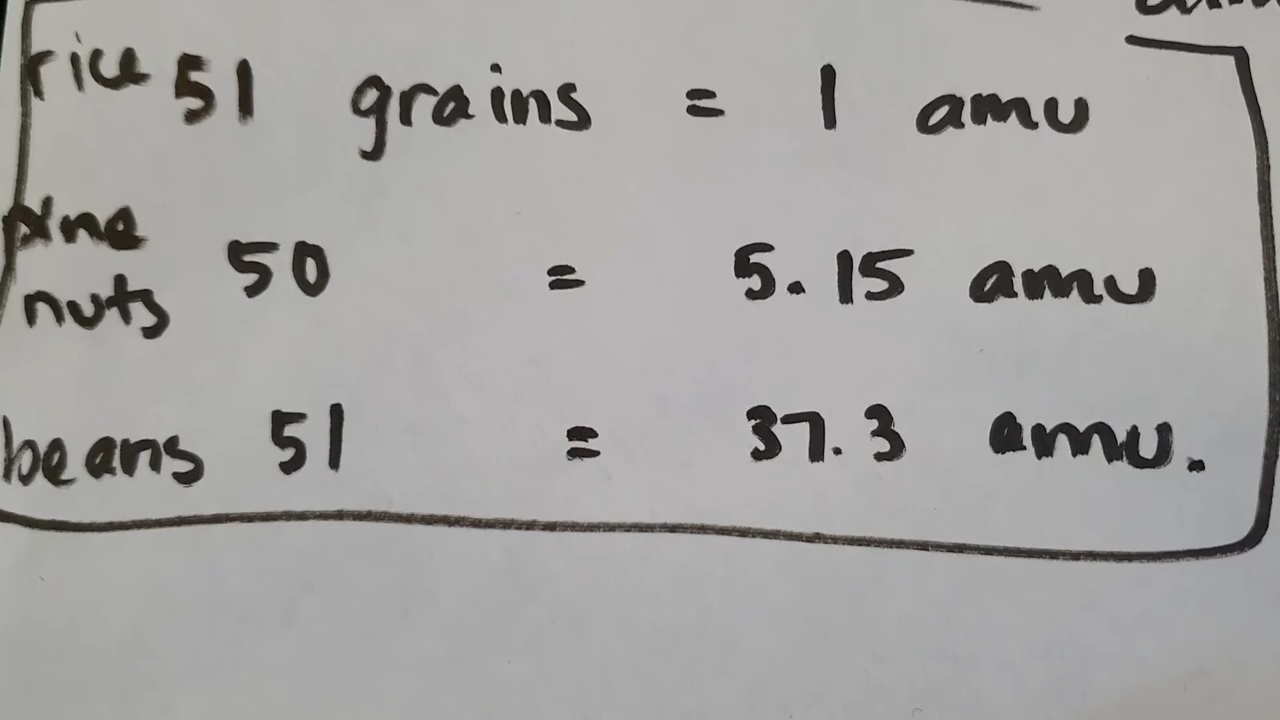 rice 51 grains = 1 amu
pine
nuts 50 = 5.15 amu
beans 51 = 37.3 amu.